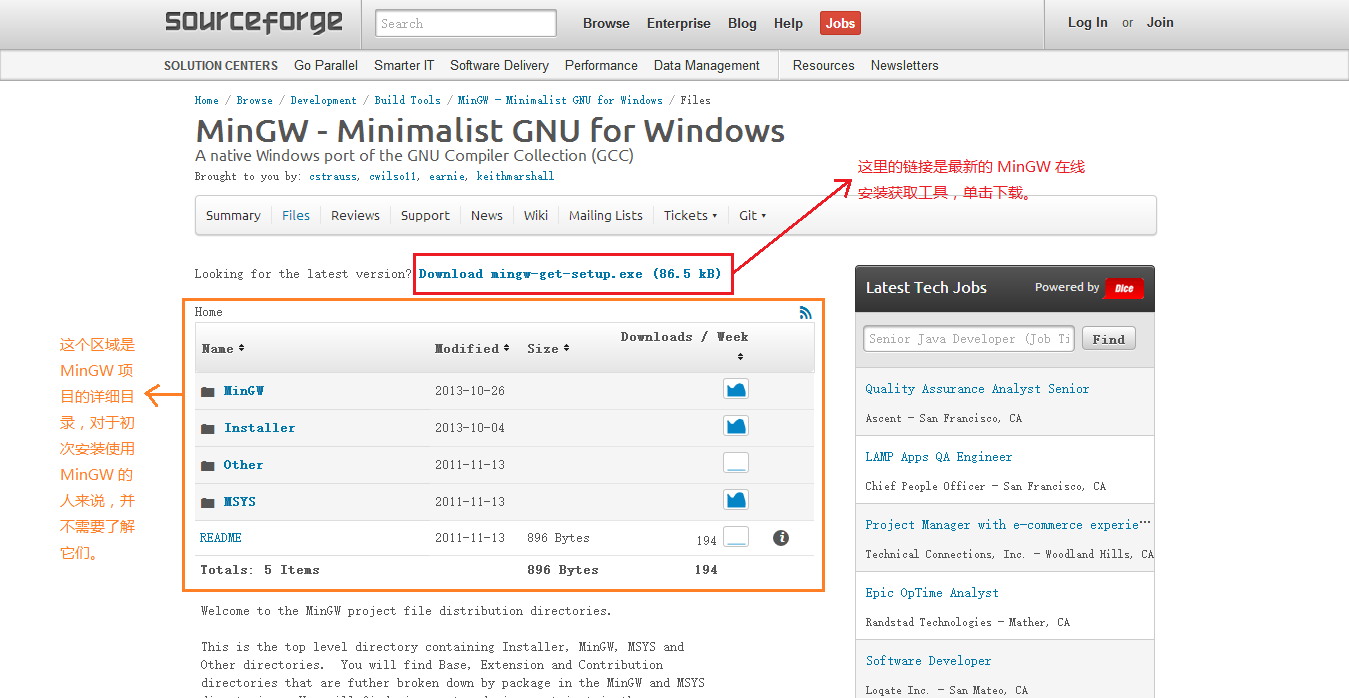 sourceforge
Search
Browse Enterprise Blog Help Jobs
Log In or Join
SOLUTION CENTERS Go Parallel Smarter IT Software Delivery Performance Data Management Resources Newsletters
Home / Browse / Development / Build Tools / MinGW - Minimalist GNU for Windows / Files
MinGW - Minimalist GNU for Windows
A native Windows port of the GNU Compiler Collection (GCC)
Brought to you by: cstrauss, cwilso11, earnie, keithmarshall
这里的链接是最新的 MinGW 在线
安装获取工具，单击下载。
Summary Files Reviews Support News Wiki Mailing Lists Tickets Git
Looking for the latest version? Download mingw-get-setup.exe (86.5 kB)
Home
Name Modified Size Downloads / Week
MinGW 2013-10-26
Installer 2013-10-04
Other 2011-11-13
MSYS 2011-11-13
README 2011-11-13 896 Bytes 194
Totals: 5 Items 896 Bytes 194
这个区域是
MinGW 项
目的详细目
录，对于初
次安装使用
MinGW 的
人来说，并
不需要了解
它们。
Welcome to the MinGW project file distribution directories.
This is the top level directory containing Installer, MinGW, MSYS and
Other directories. You will find Base, Extension and Contribution
directories that are futher broken down by package in the MinGW and MSYS
Latest Tech Jobs Powered by Dice
Senior Java Developer (Job Ti Find
Quality Assurance Analyst Senior
Ascent - San Francisco, CA
LAMP Apps QA Engineer
Chief People Officer - San Francisco, CA
Project Manager with e-commerce experie...
Technical Connections, Inc. - Woodland Hills, CA
Epic OpTime Analyst
Randstad Technologies - Mather, CA
Software Developer
Logate Inc. - San Mateo, CA